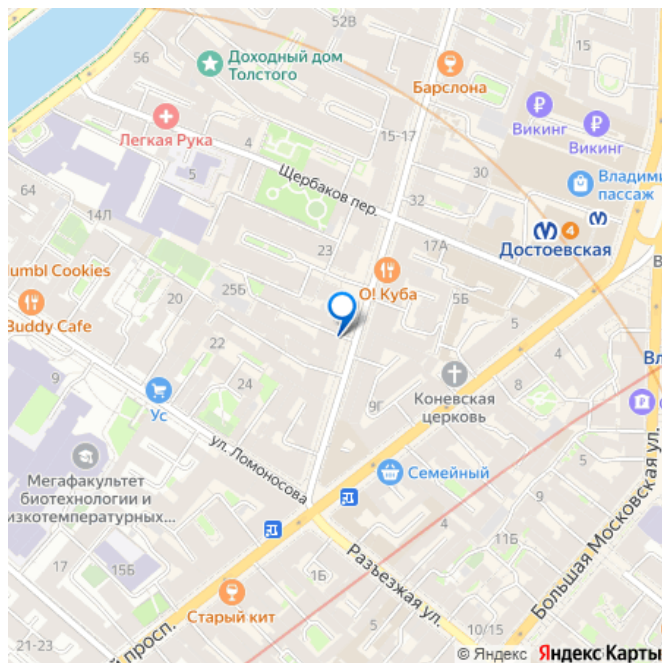 52В
56
Доходный дом
Толстого
15
Барслона
Викинг
Викинг
Легкая Рука
4
15-17
5
30
Щербаков пер.
32
Владими
пассаж
64
14Л
17А
4
Достоевская
23
umbl Cookies
25Б
О! Куба
5Б
20
Buddy Cafe
22
5
4
Вл
9
24
Коневская
церковь
8
Ус
9Г
ул. Ломоносова
Мегафакультет
биотехнологии и
изкотемпературных...
Семейный
4
11Б
17
15Б
1Б
Разъезжая ул.
Большая Московская ул.
Старый кит
21-23
й просп.
10/15
© Яндекс Яндекс Карты